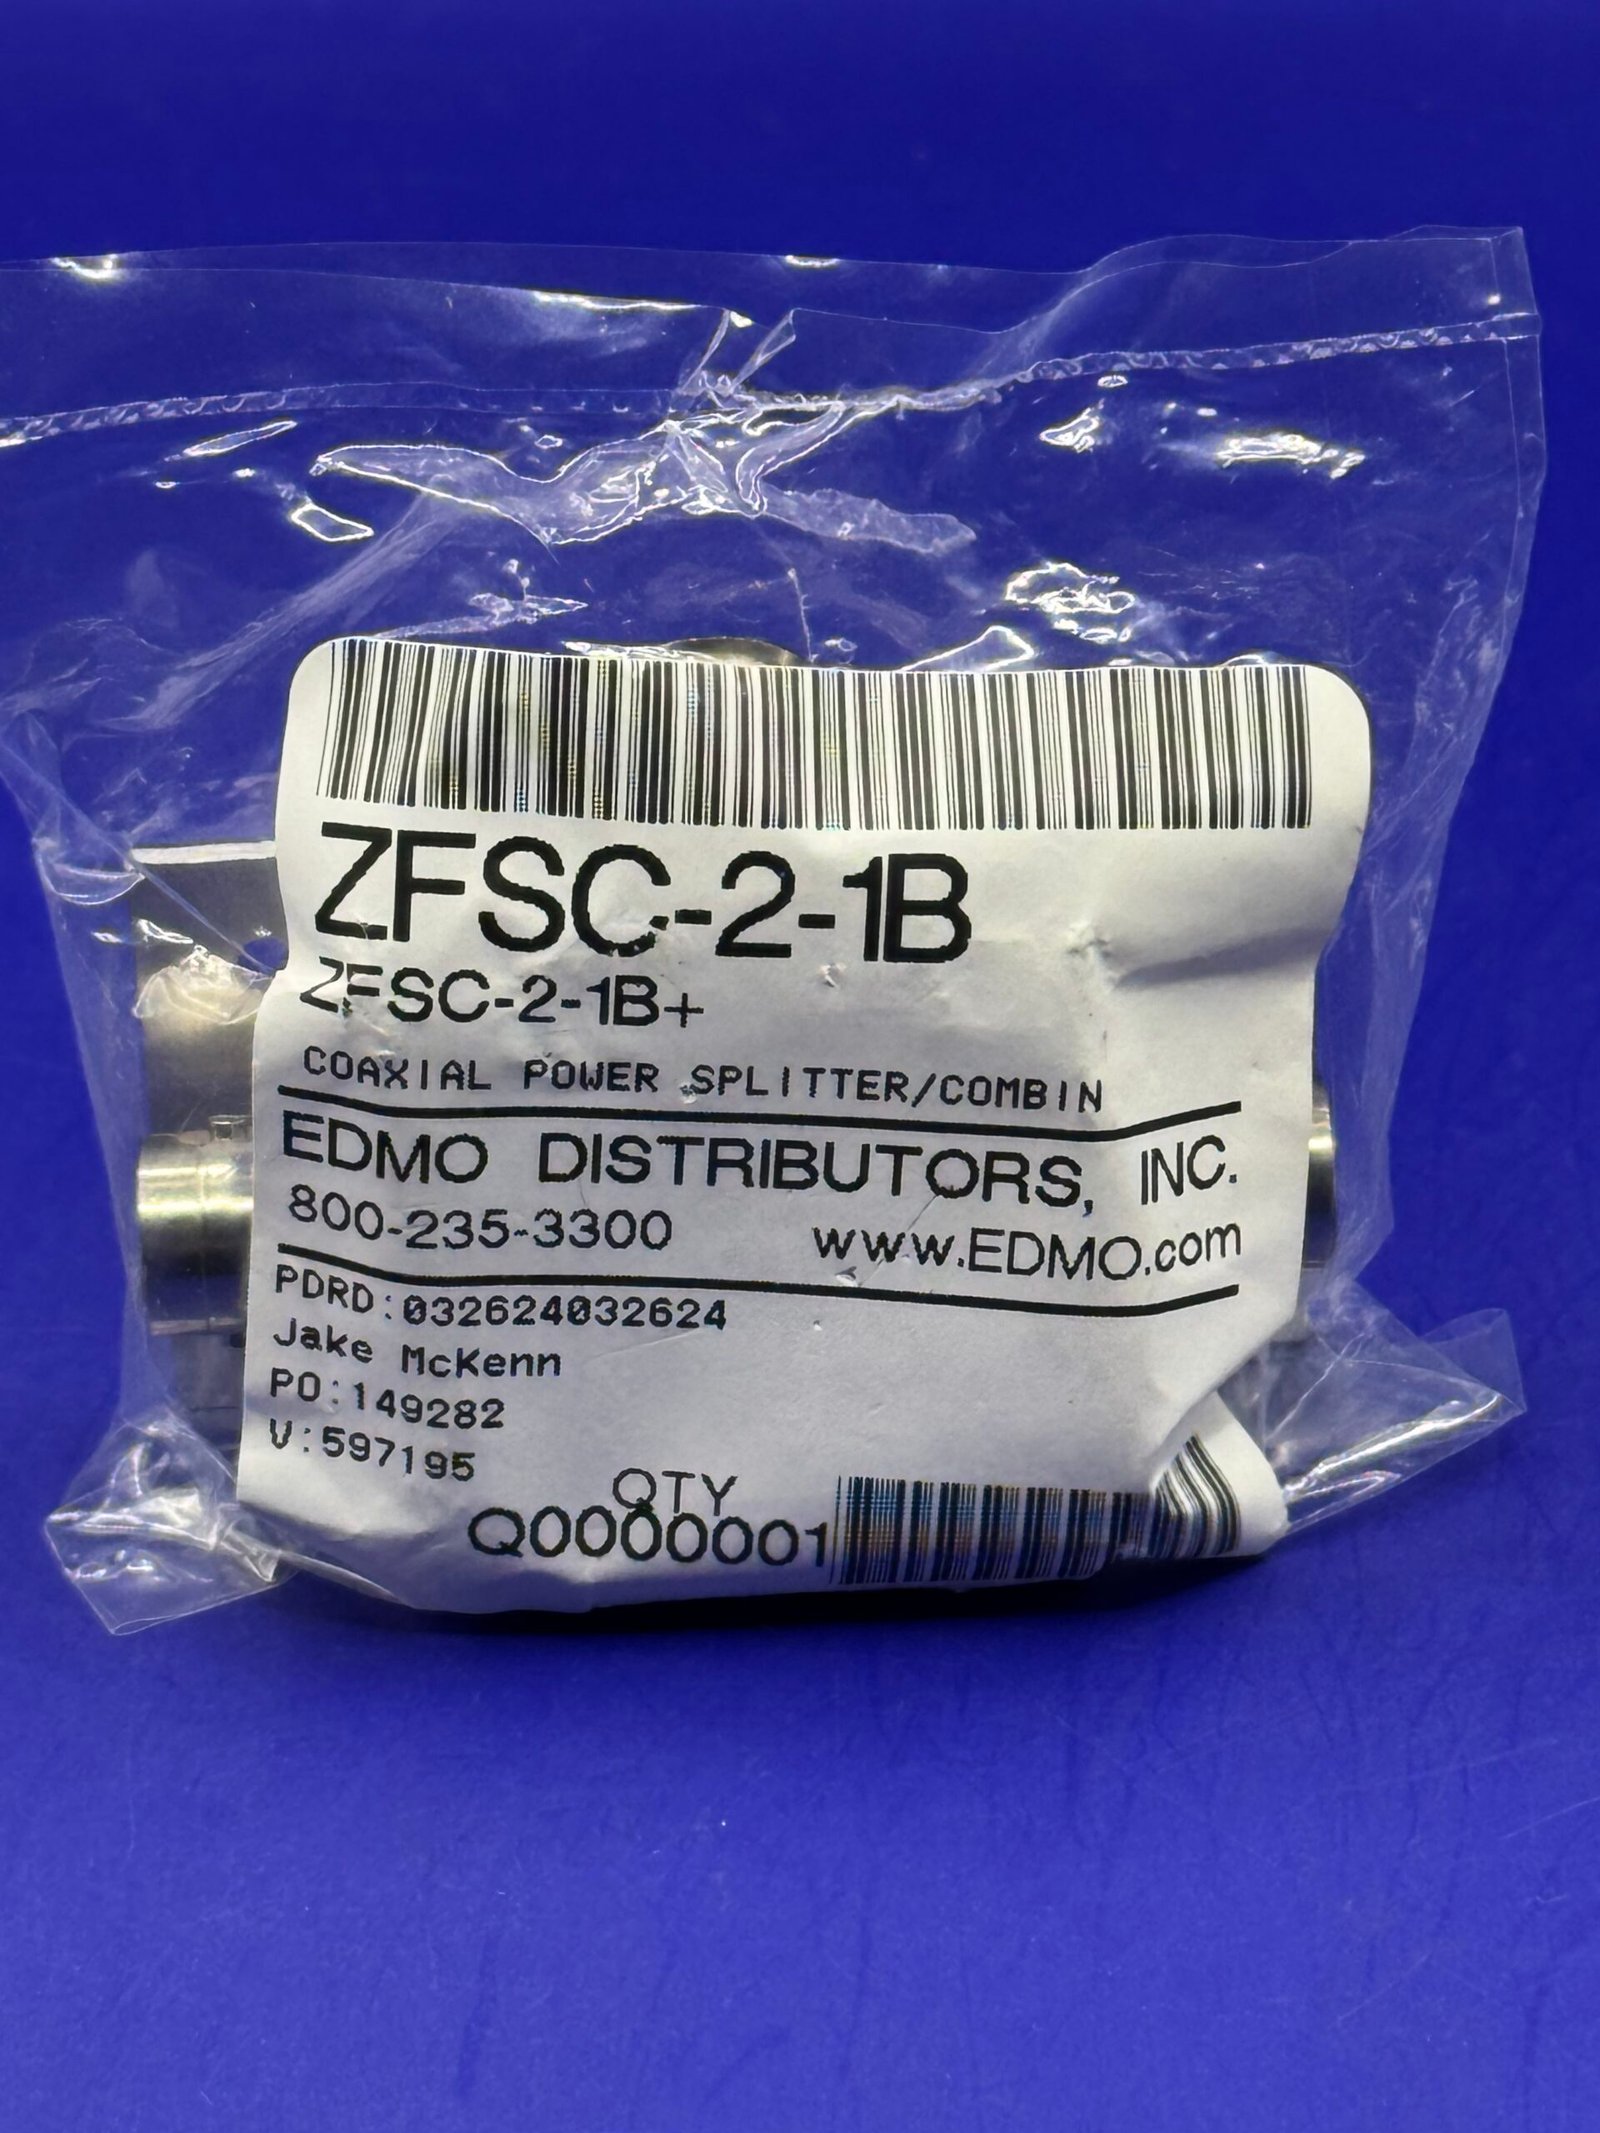 ZFSC-2-1B
ZFSC-2-1B+
COAXIAL POWER SPLITTER/COMBIN
EDMO DISTRIBUTORS, INC.
800-235-3300 www.EDMO.com
PDRD:032624032624
Jake McKenn
PO:149282
V:597195
QTY
Q0000001